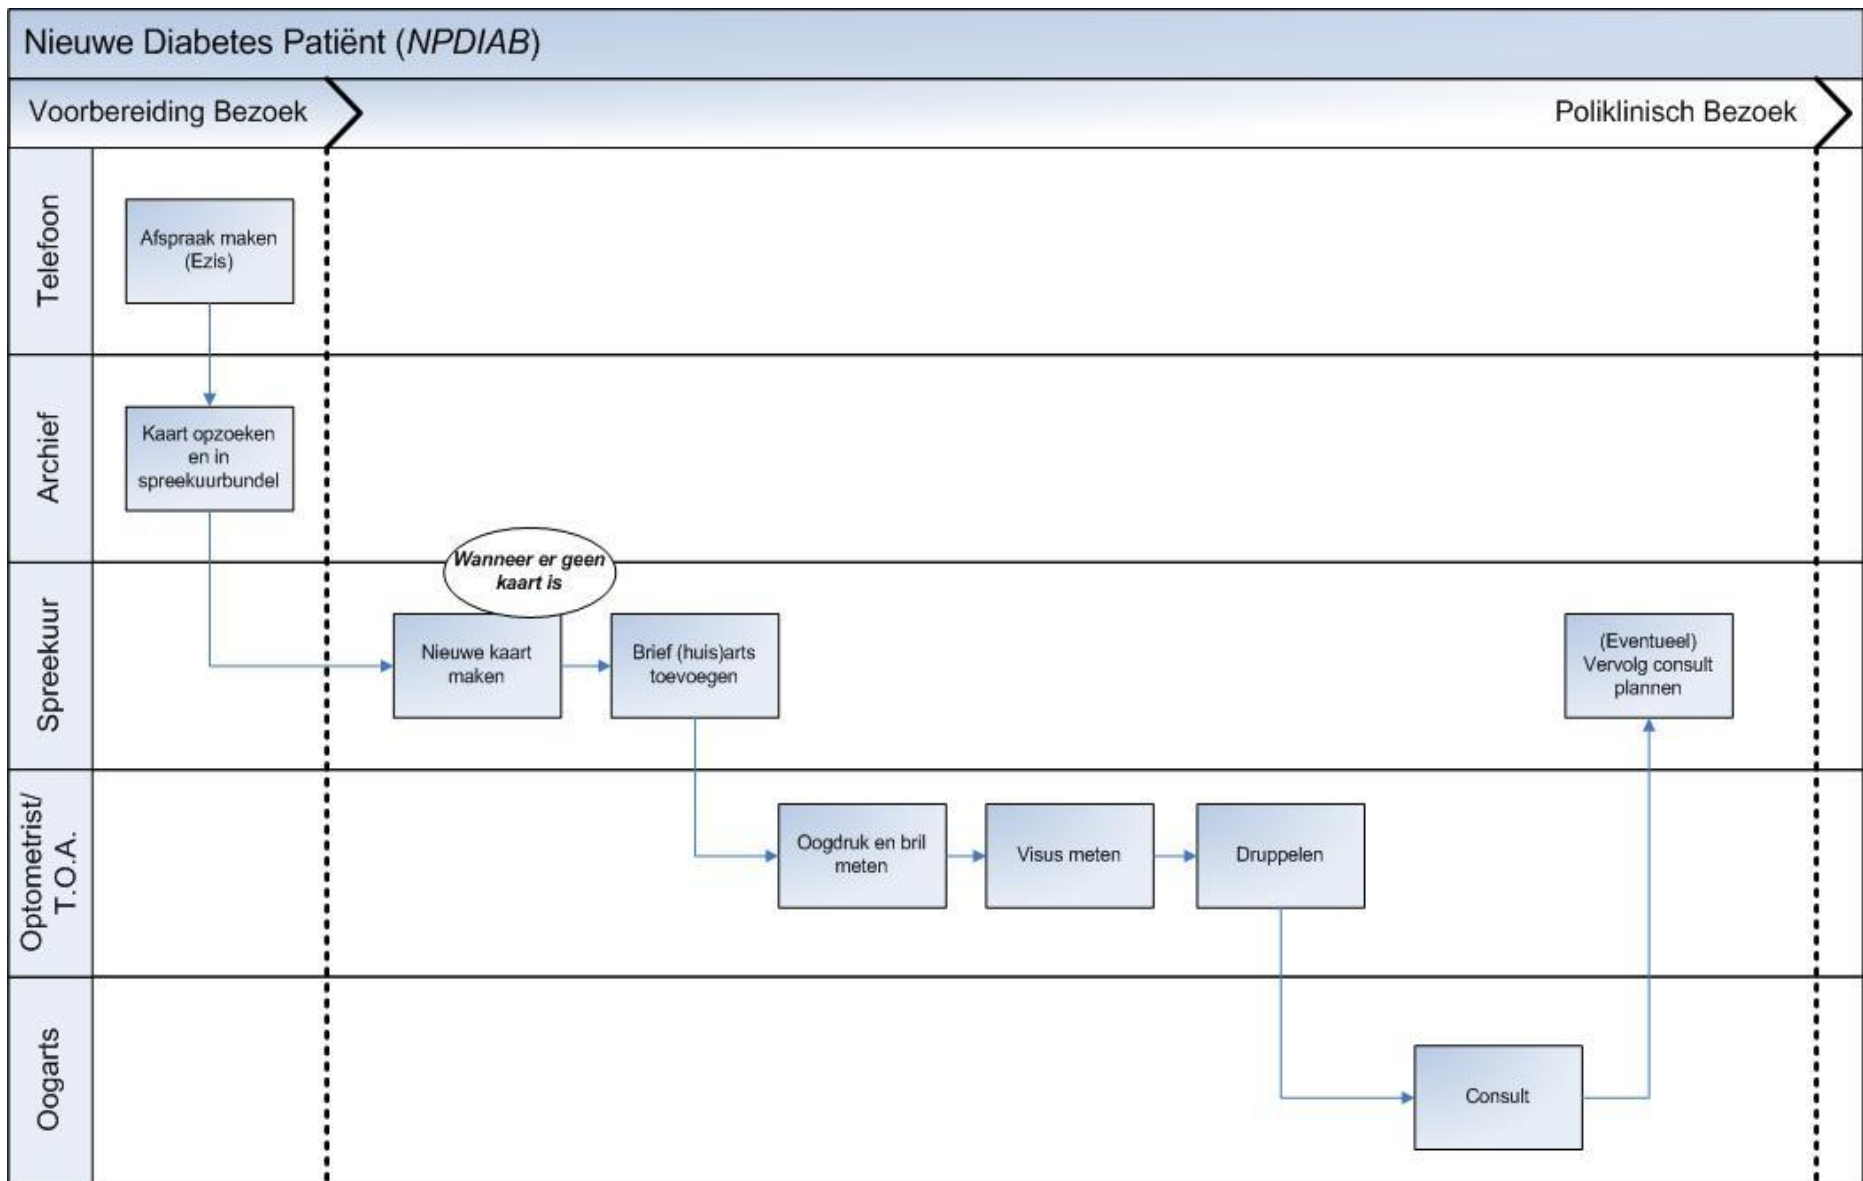 Nieuwe Diabetes Patiënt (NPDIAB)
Voorbereiding Bezoek
Poliklinisch Bezoek
Telefoon
Afspraak maken
(Ezis)
Archief
Kaart opzoeken
en in
spreekuurbundel
Spreekuur
Wanneer er geen
kaart is
Nieuwe kaart
maken
Brief (huis)arts
toevoegen
(Eventueel)
Vervolg consult
plannen
Optometrist/
T.O.A.
Oogdruk en bril
meten
Visus meten
Druppelen
Oogarts
Consult